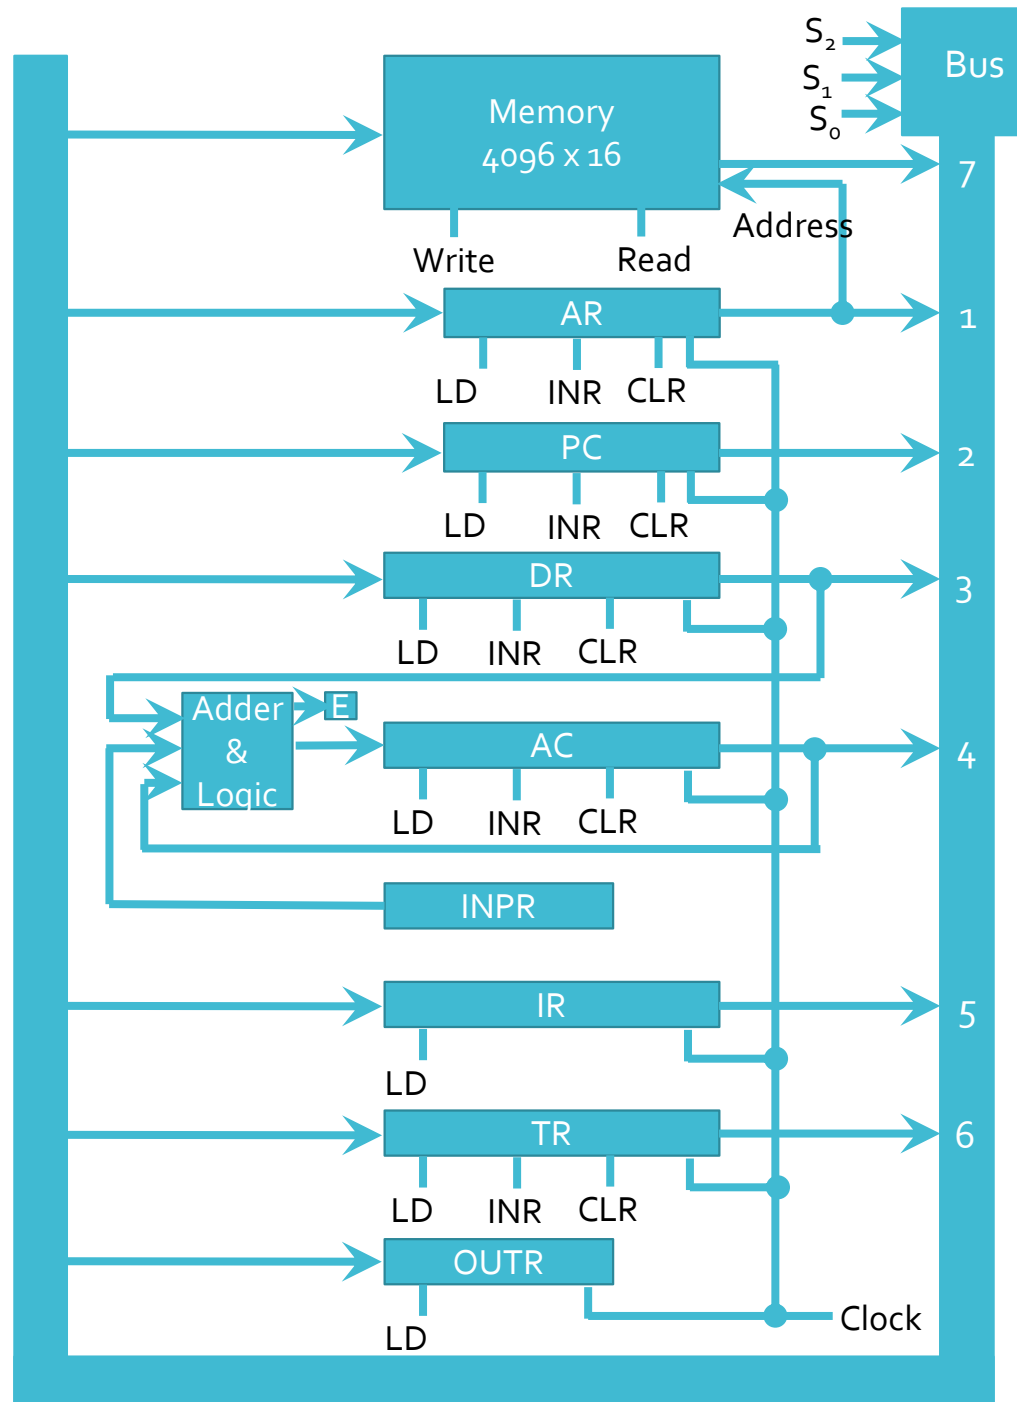 S2
Bus
S1
S0
Memory
4096 x 16
7
Address
Write Read
AR
1
LD INR CLR
PC
2
LD INR CLR
DR
3
LD INR CLR
Adder
&
Logic
E
AC
4
LD INR CLR
INPR
IR
5
LD
TR
6
LD INR CLR
OUTR
Clock
LD